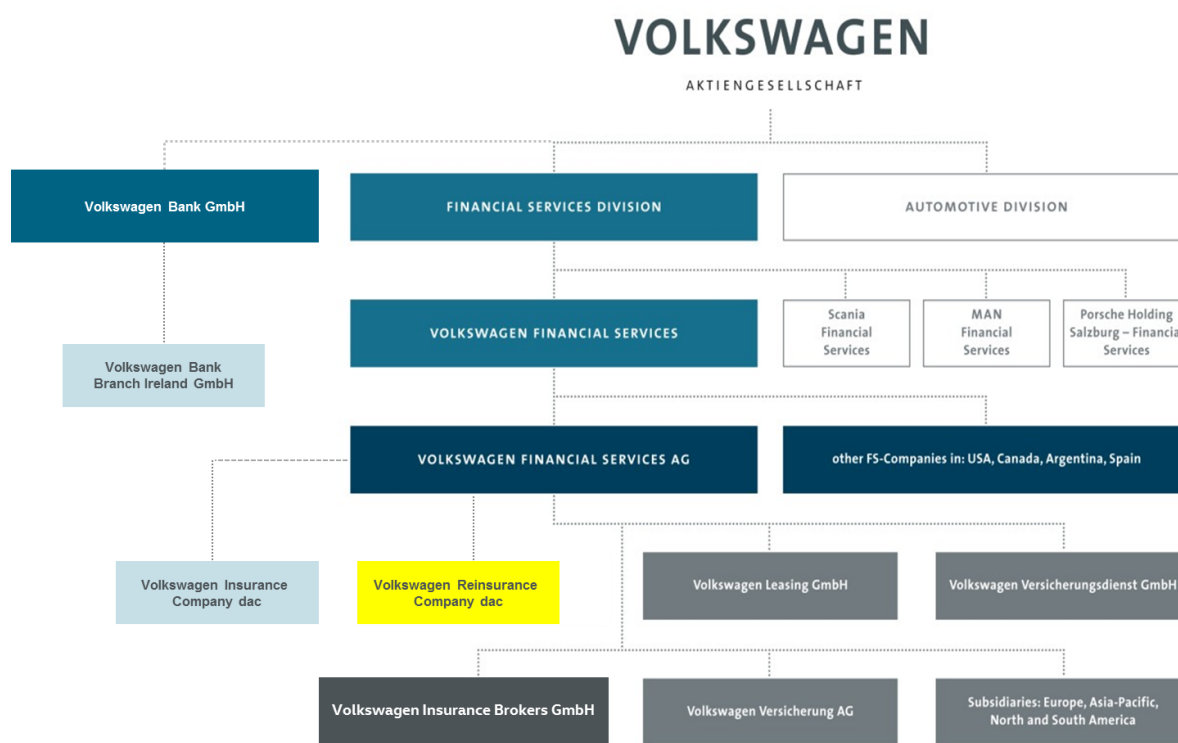 VOLKSWAGEN
AKTIENGESELLSCHAFT
Volkswagen Bank GmbH
FINANCIAL SERVICES DIVISION
AUTOMOTIVE DIVISION
VOLKSWAGEN FINANCIAL SERVICES
Scania
Financial
Services
MAN
Financial
Services
Porsche Holding
Salzburg – Financia
Services
Volkswagen Bank
Branch Ireland GmbH
VOLKSWAGEN FINANCIAL SERVICES AG
other FS-Companies in: USA, Canada, Argentina, Spain
Volkswagen Insurance
Company dac
Volkswagen Reinsurance
Company dac
Volkswagen Leasing GmbH
Volkswagen Versicherungsdienst GmbH
Volkswagen Insurance Brokers GmbH
Volkswagen Versicherung AG
Subsidiaries: Europe, Asia-Pacific,
North and South America